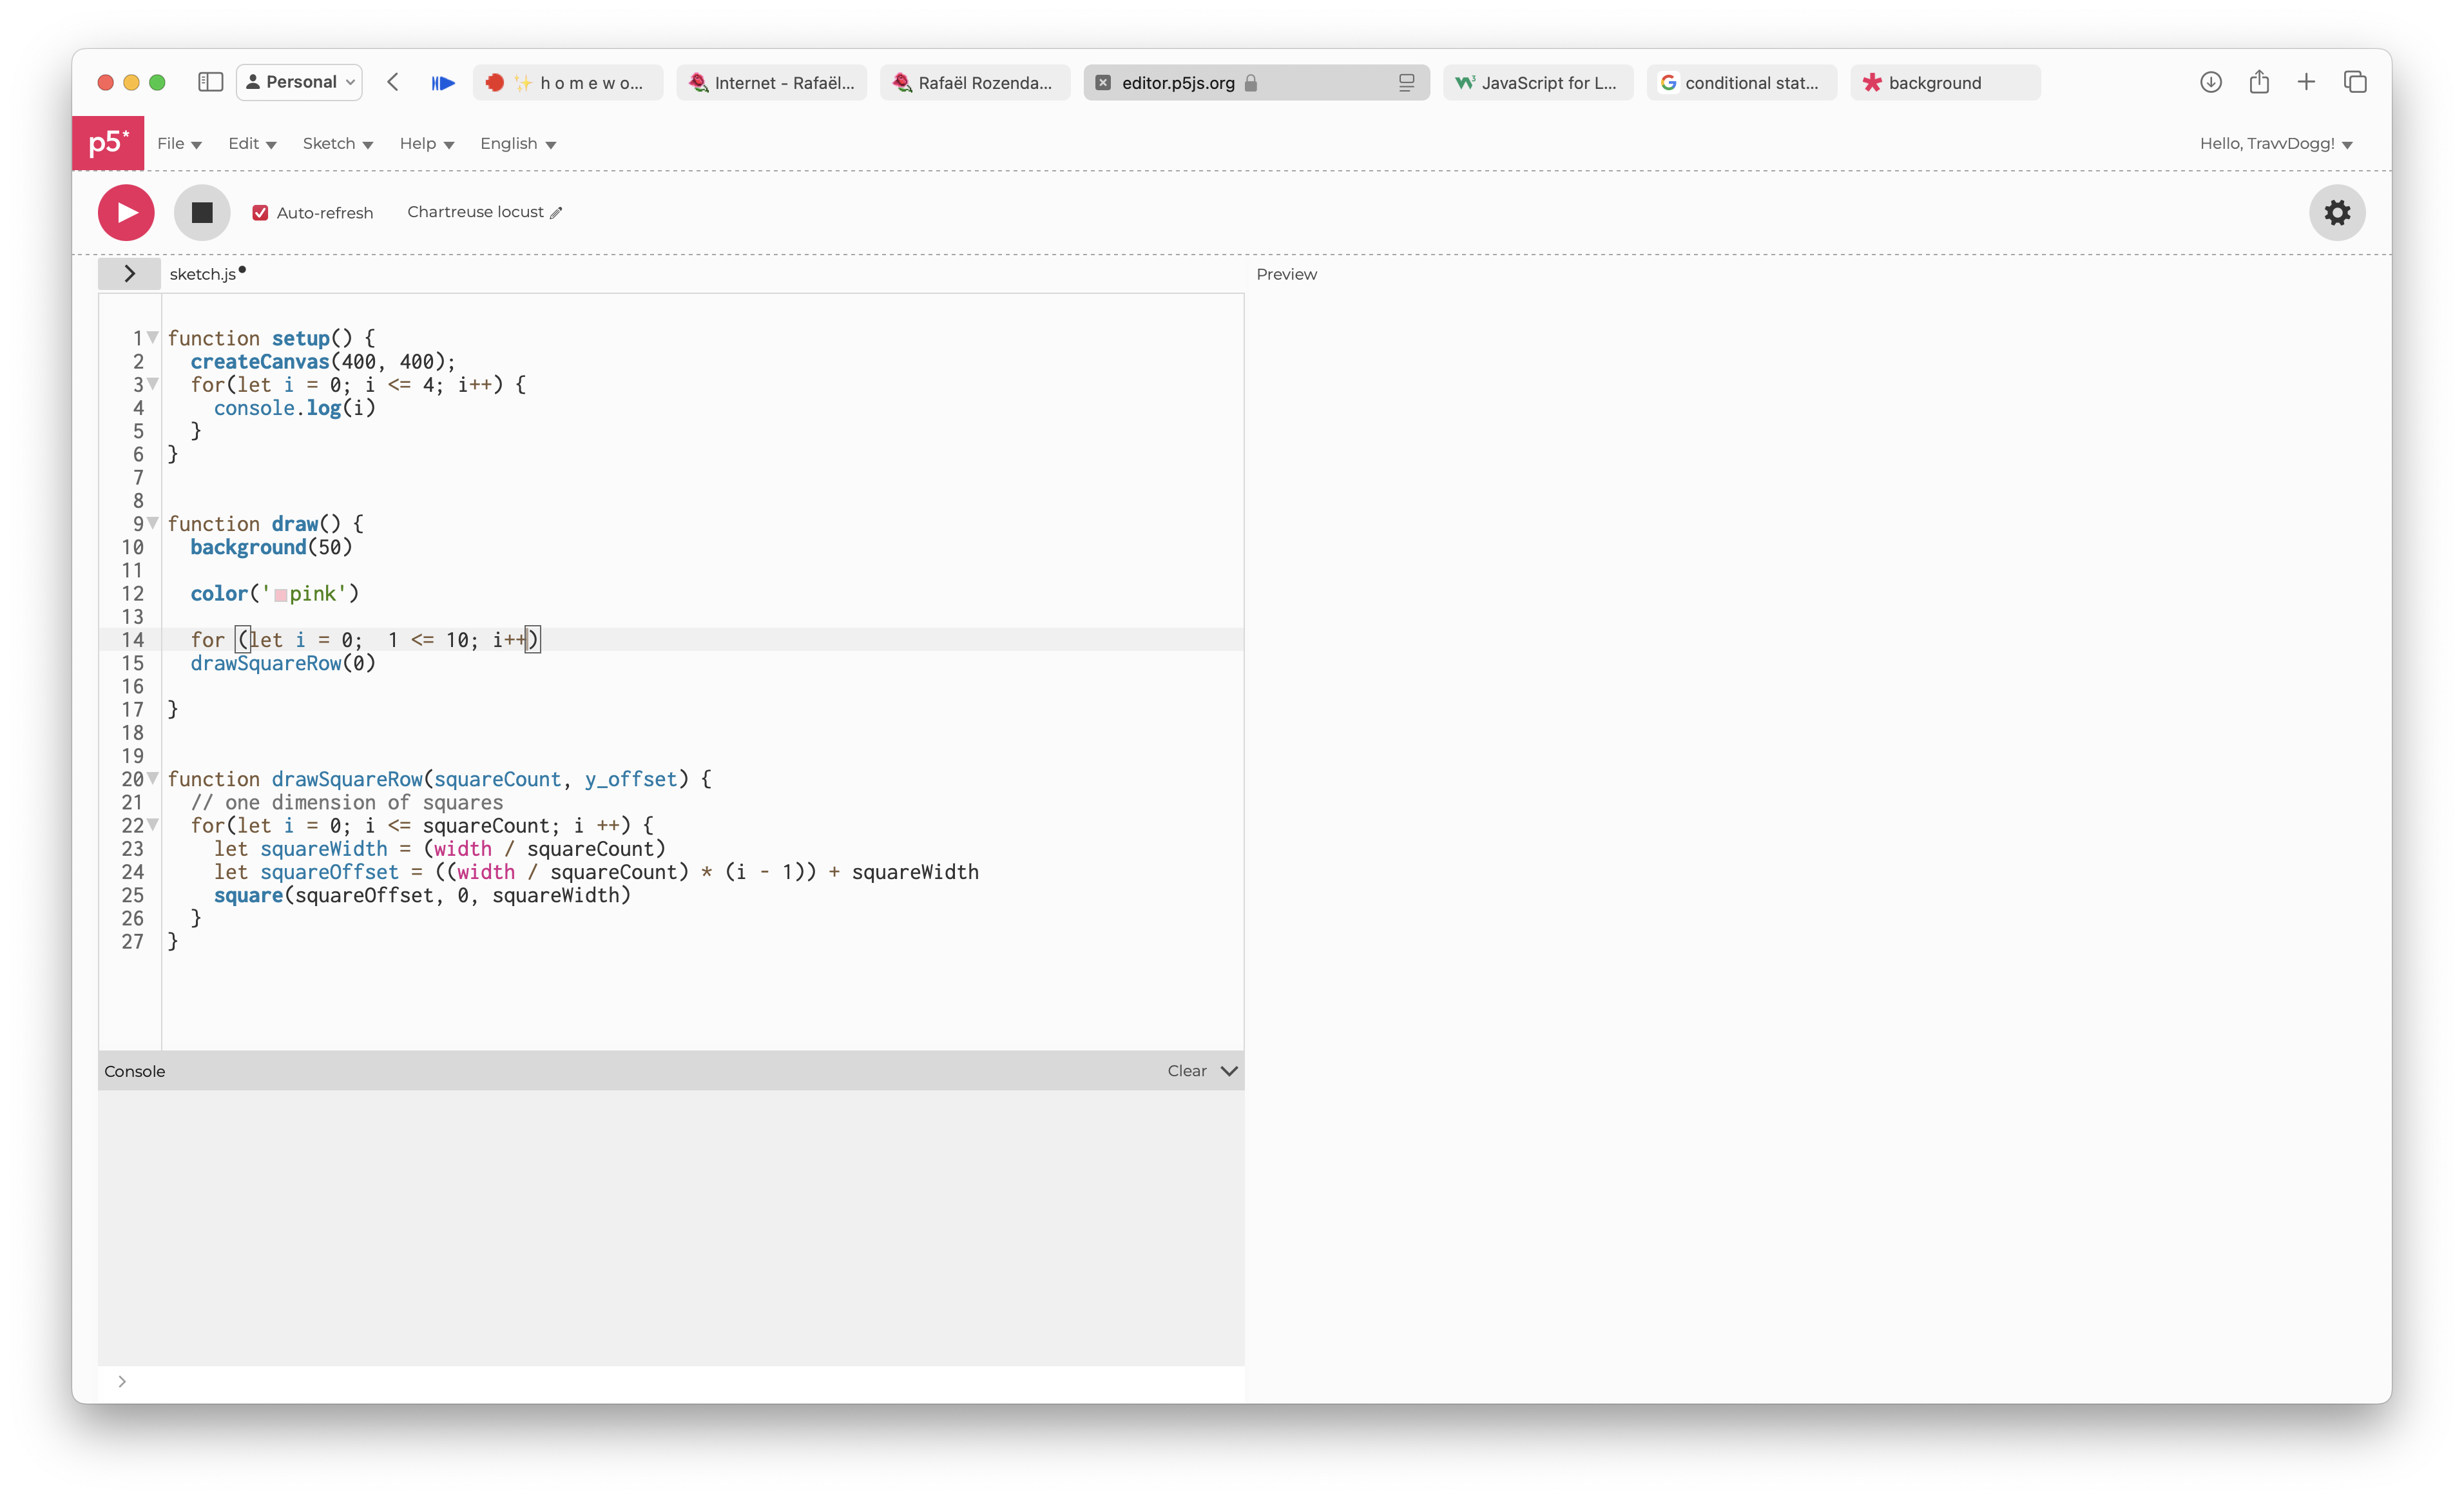 Personal
h o m e w o...
Internet - Rafaël...
Rafaël Rozenda...
editor.p5js.org
JavaScript for L...
conditional stat...
background
p5*
File
Edit
Sketch
Help
English
Hello, TravvDogg!
Auto-refresh
Chartreuse locust
sketch.js
Preview
1 function setup() {
2 createCanvas(400, 400);
3 for(let i = 0; i <= 4; i++) {
4 console.log(i)
5 }
6 }
7
8
9 function draw() {
10 background(50)
11
12 color('pink')
13
14 for (let i = 0;  1 <= 10; i++)
15 drawSquareRow(0)
16
17 }
18
19
20 function drawSquareRow(squareCount, y_offset) {
21 // one dimension of squares
22 for(let i = 0; i <= squareCount; i ++) {
23 let squareWidth = (width / squareCount)
24 let squareOffset = ((width / squareCount) * (i - 1)) + squareWidth
25 square(squareOffset, 0, squareWidth)
26 }
27 }
Console
Clear
>